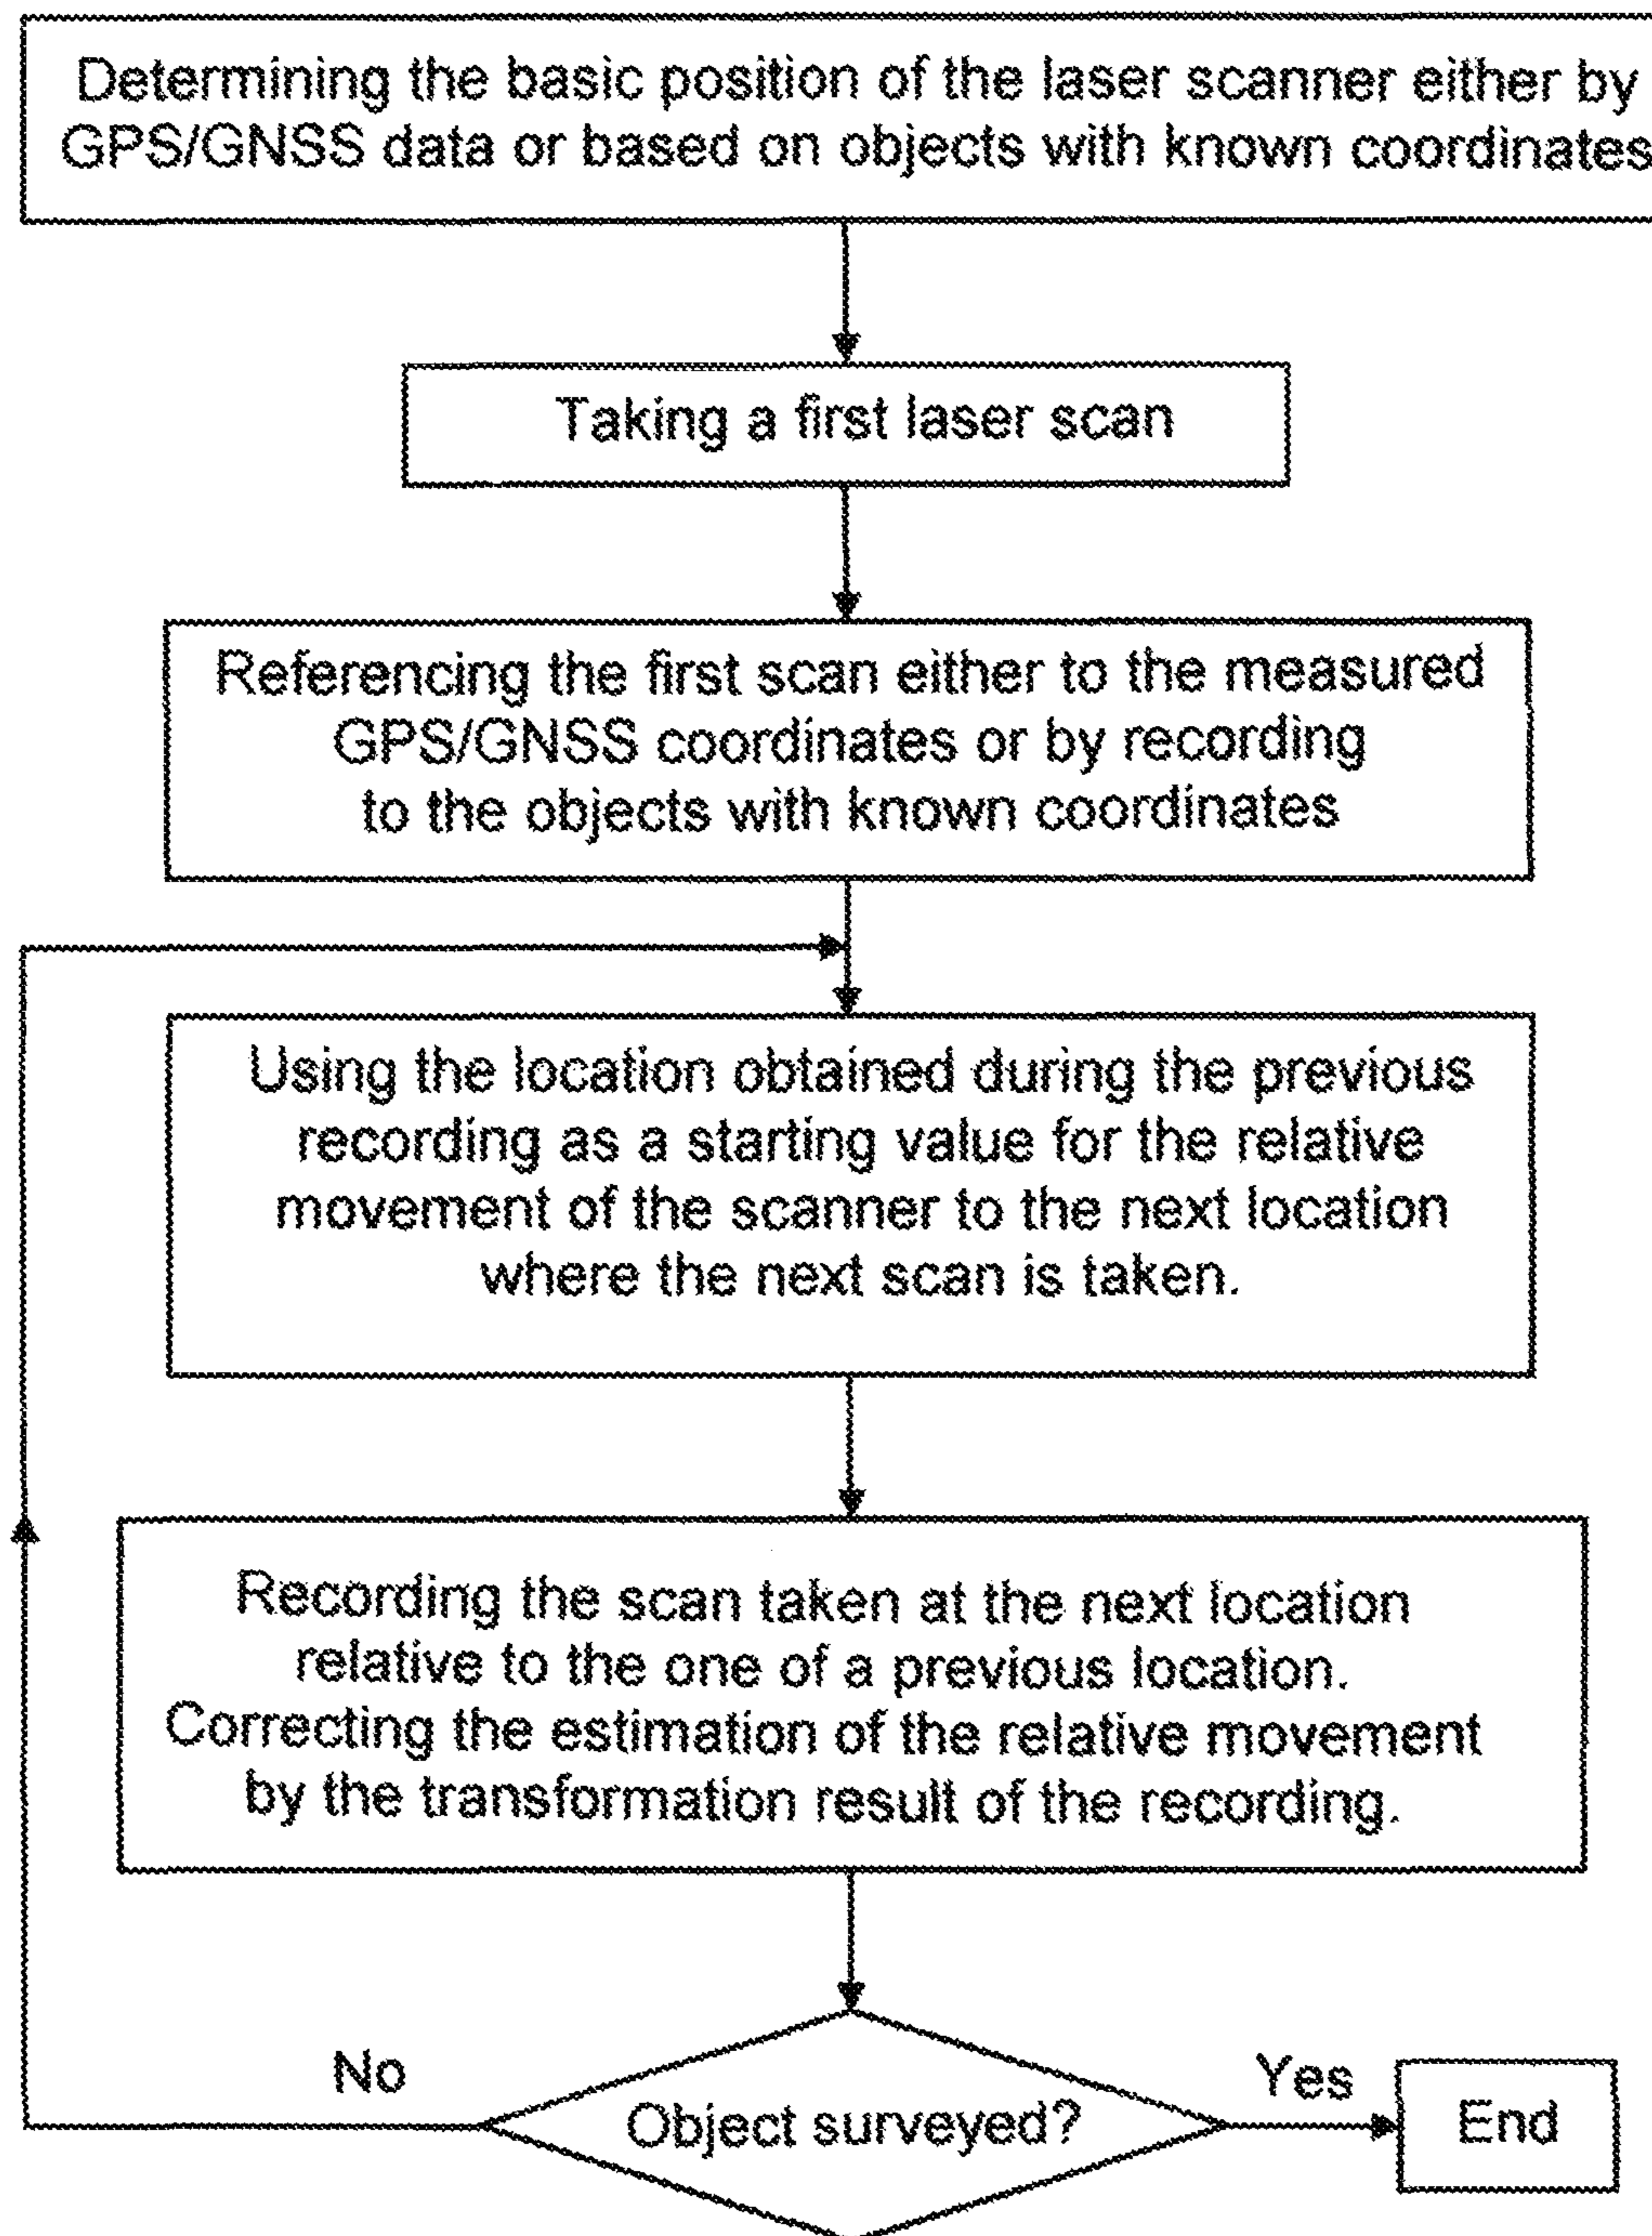 Determining the basic position of the laser scanner either by
GPS/GNSS data or based on objects with known coordinates
Taking a first laser scan
Referencing the first scan either to the measured
GPS/GNSS coordinates or by recording
to the objects with known coordinates
Using the location obtained during the previous
recording as a starting value for the relative
movement of the scanner to the next location
where the next scan is taken.
Recording the scan taken at the next location
relative to the one of a previous location.
Correcting the estimation of the relative movement
by the transformation result of the recording.
No
Object surveyed?
Yes
End